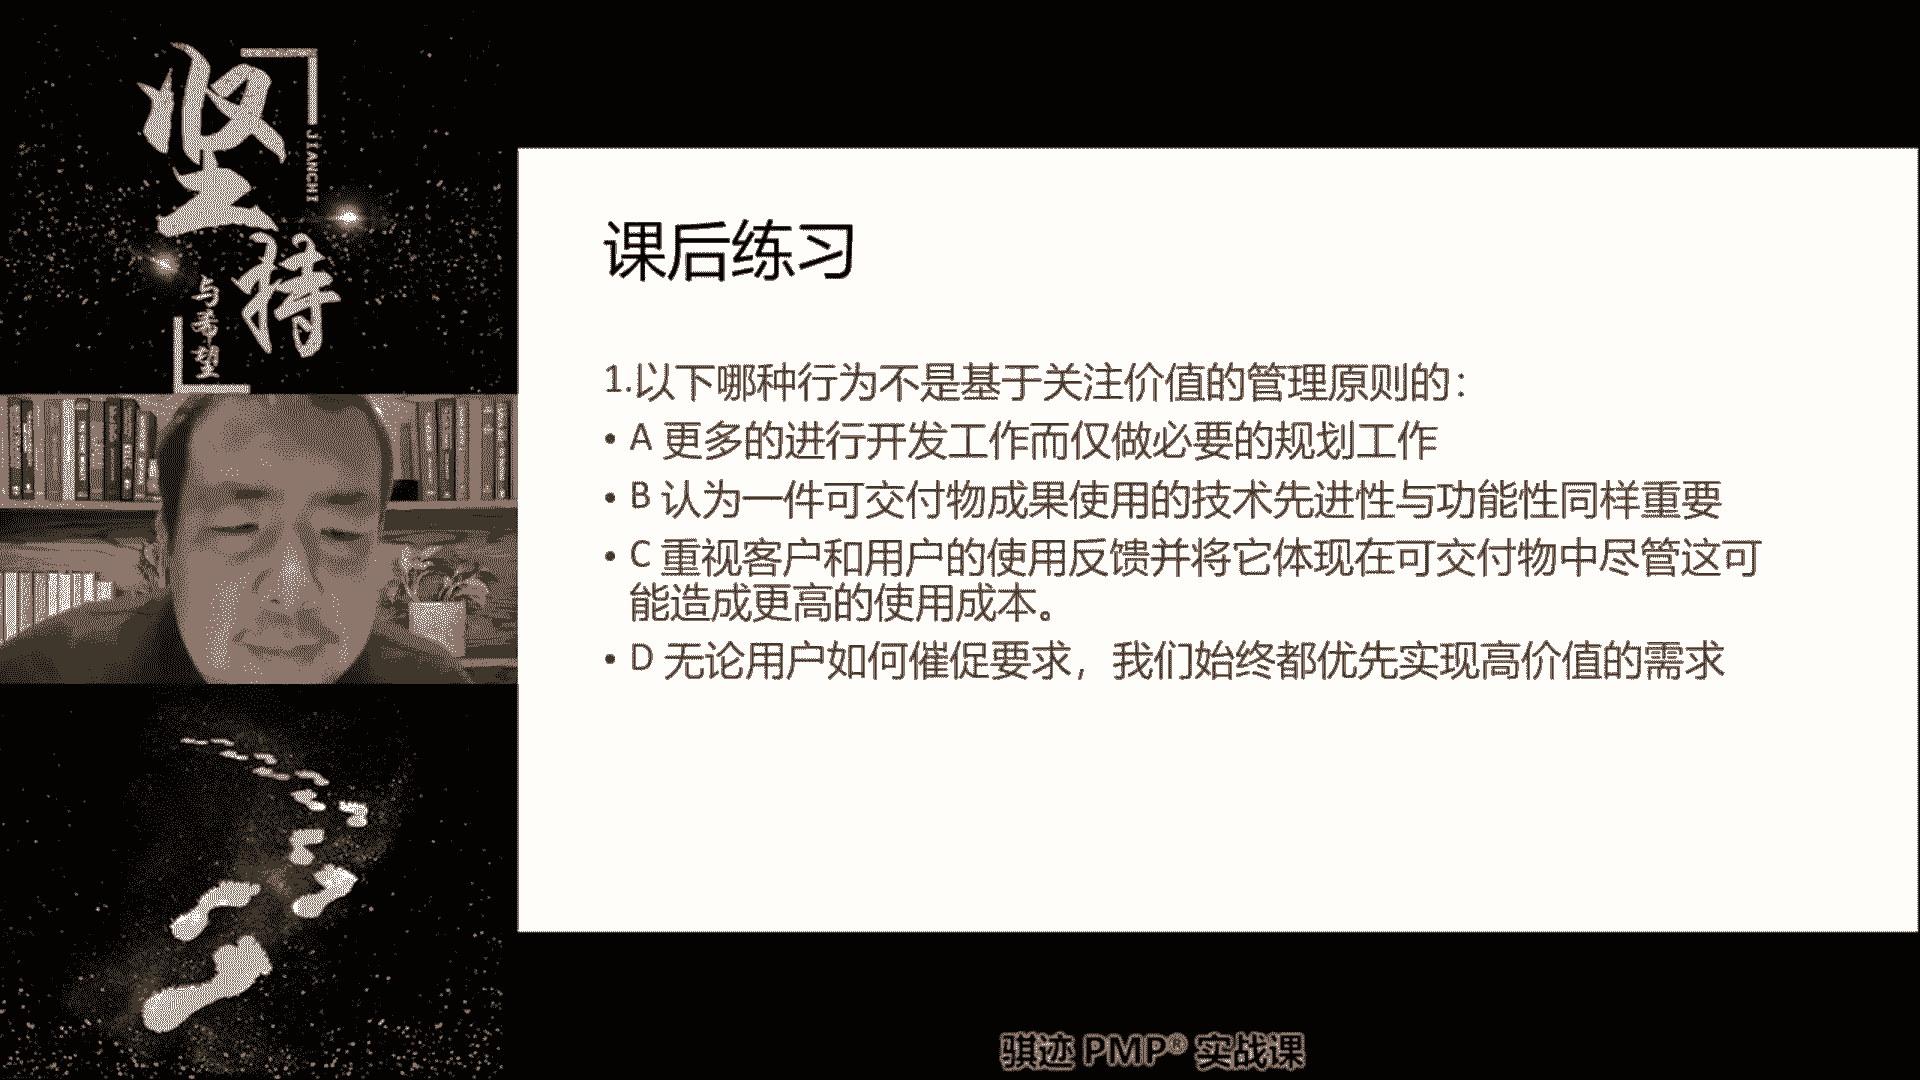 坚持
JIANCHI
与希望
课后练习
1.以下哪种行为不是基于关注价值的管理原则的：
• A 更多的进行开发工作而仅做必要的规划工作
• B 认为一件可交付物成果使用的技术先进性与功能性同样重要
• C 重视客户和用户的使用反馈并将它体现在可交付物中尽管这可
能造成更高的使用成本。
• D 无论用户如何催促要求，我们始终都优先实现高价值的需求
骐迹 PMP® 实战课